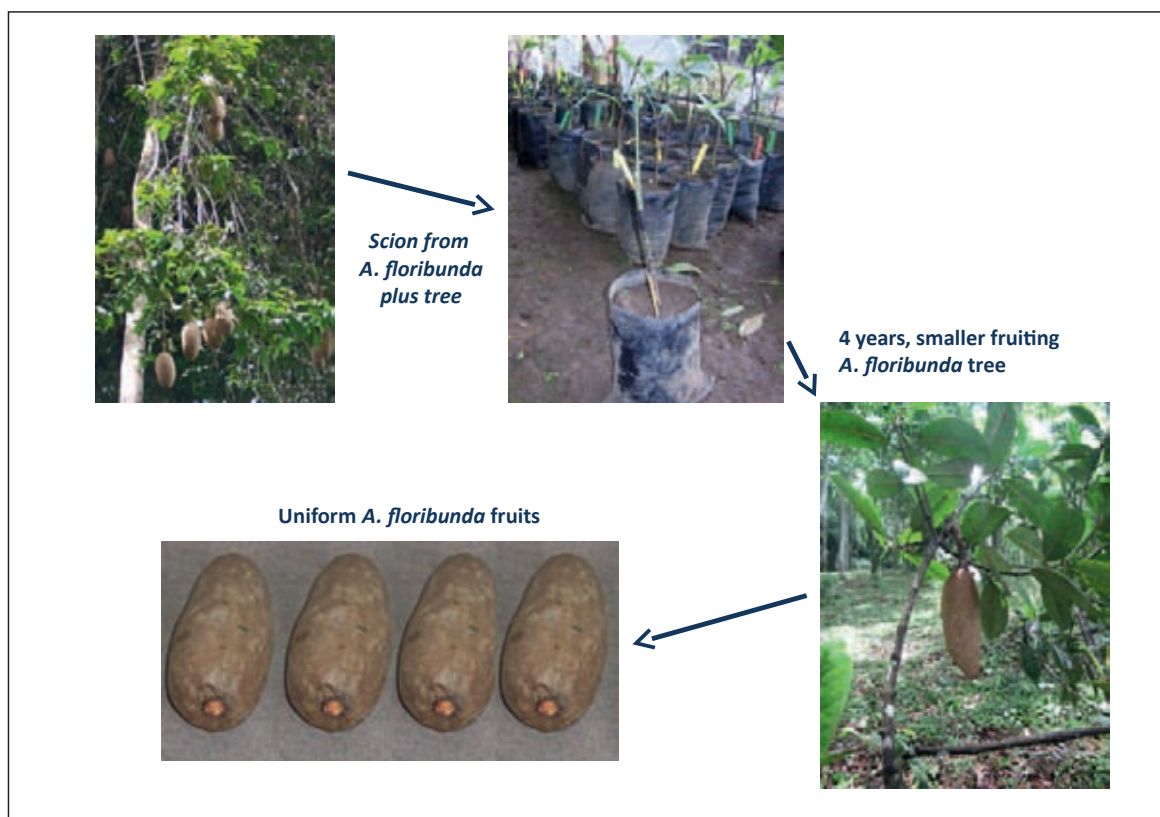 Scion from
A. floribunda
plus tree
4 years, smaller fruiting
A. floribunda tree
Uniform A. floribunda fruits